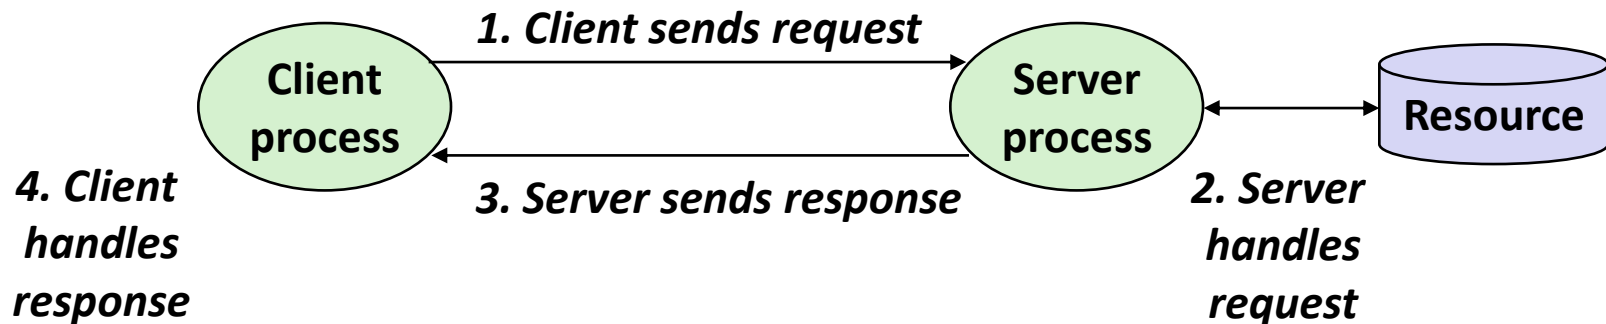 1. Client sends request
Client
process
Server
process
Resource
3. Server sends response
2. Server
handles
request
4. Client
handles
response